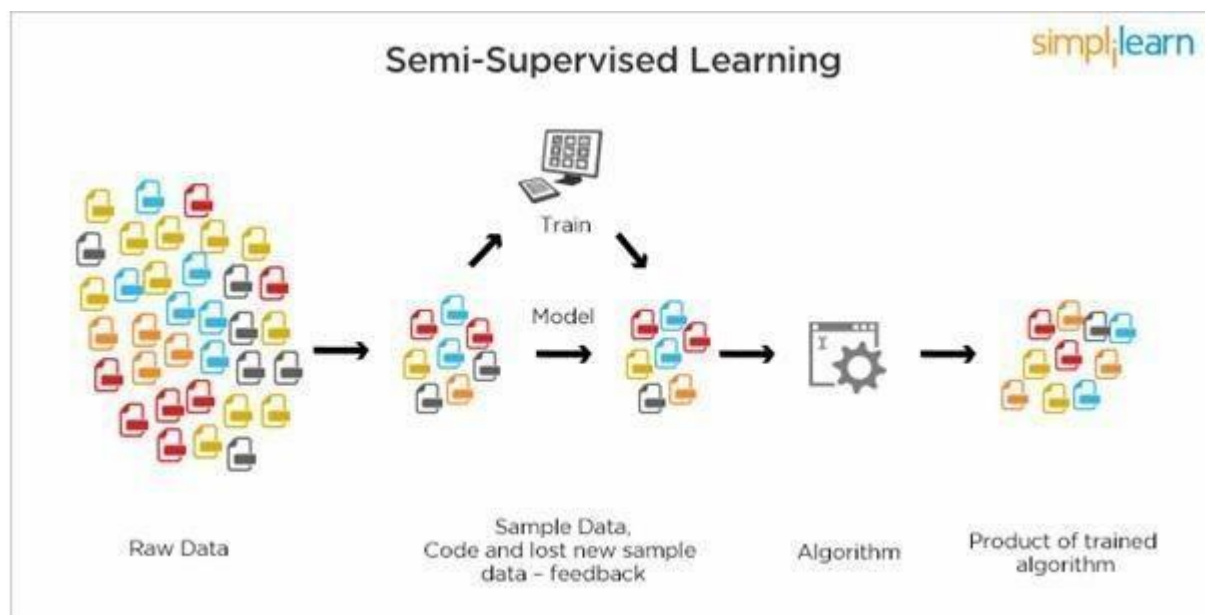 Semi-Supervised Learning
simplilearn
Train
Model
Raw Data
Sample Data,
Code and lost new sample
data – feedback
Algorithm
Product of trained
algorithm